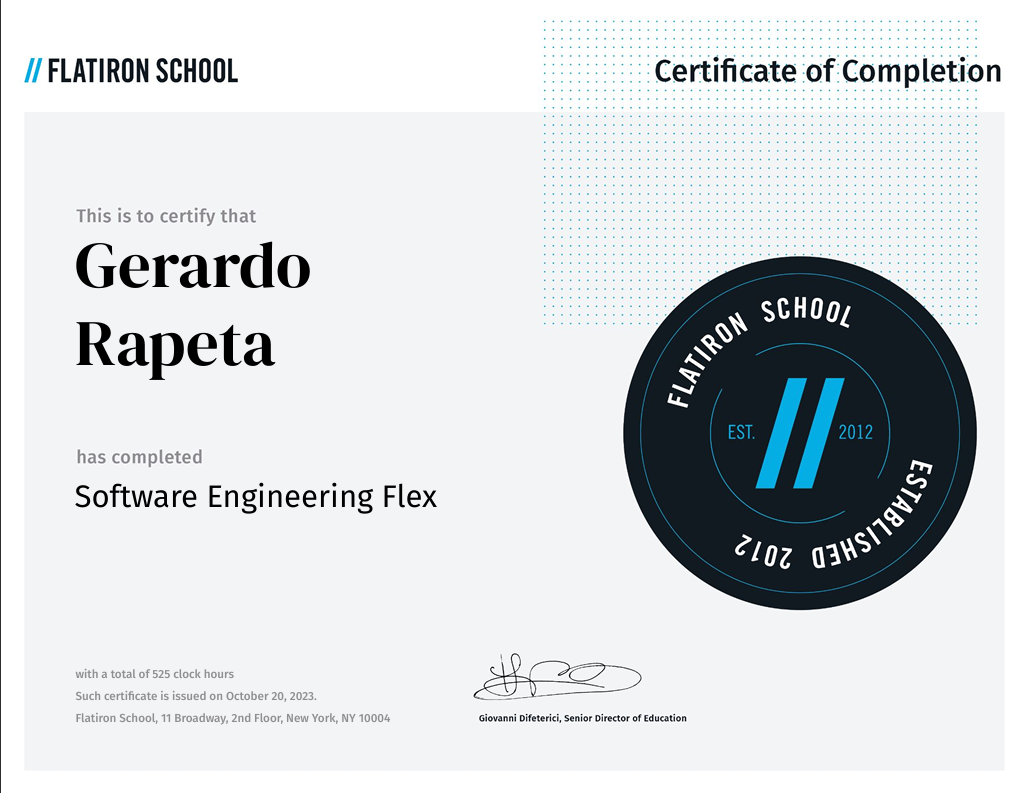 // FLATIRON SCHOOL
Certificate of Completion
This is to certify that
Gerardo
Rapeta
has completed
Software Engineering Flex
FLATIRON SCHOOL
EST. // 2012
ESTABLISHED 2012
with a total of 525 clock hours
Such certificate is issued on October 20, 2023.
Flatiron School, 11 Broadway, 2nd Floor, New York, NY 10004
Giovanni Difeterici, Senior Director of Education